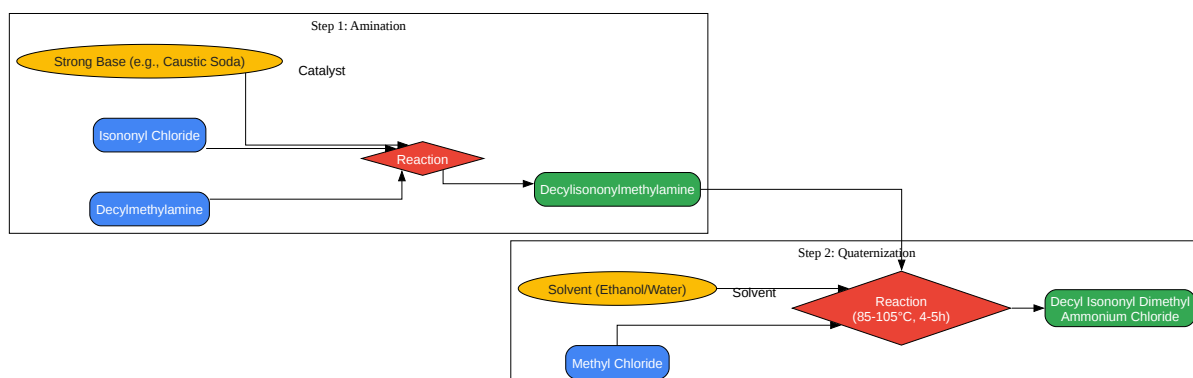 Step 1: Amination
Strong Base (e.g., Caustic Soda)
Catalyst
Isononyl Chloride
Reaction
Decylmethylamine
Decylisononylmethylamine
Step 2: Quaternization
Solvent (Ethanol/Water)
Solvent
Reaction
(85-105°C, 4-5h)
Decyl Isononyl Dimethyl
Ammonium Chloride
Methyl Chloride